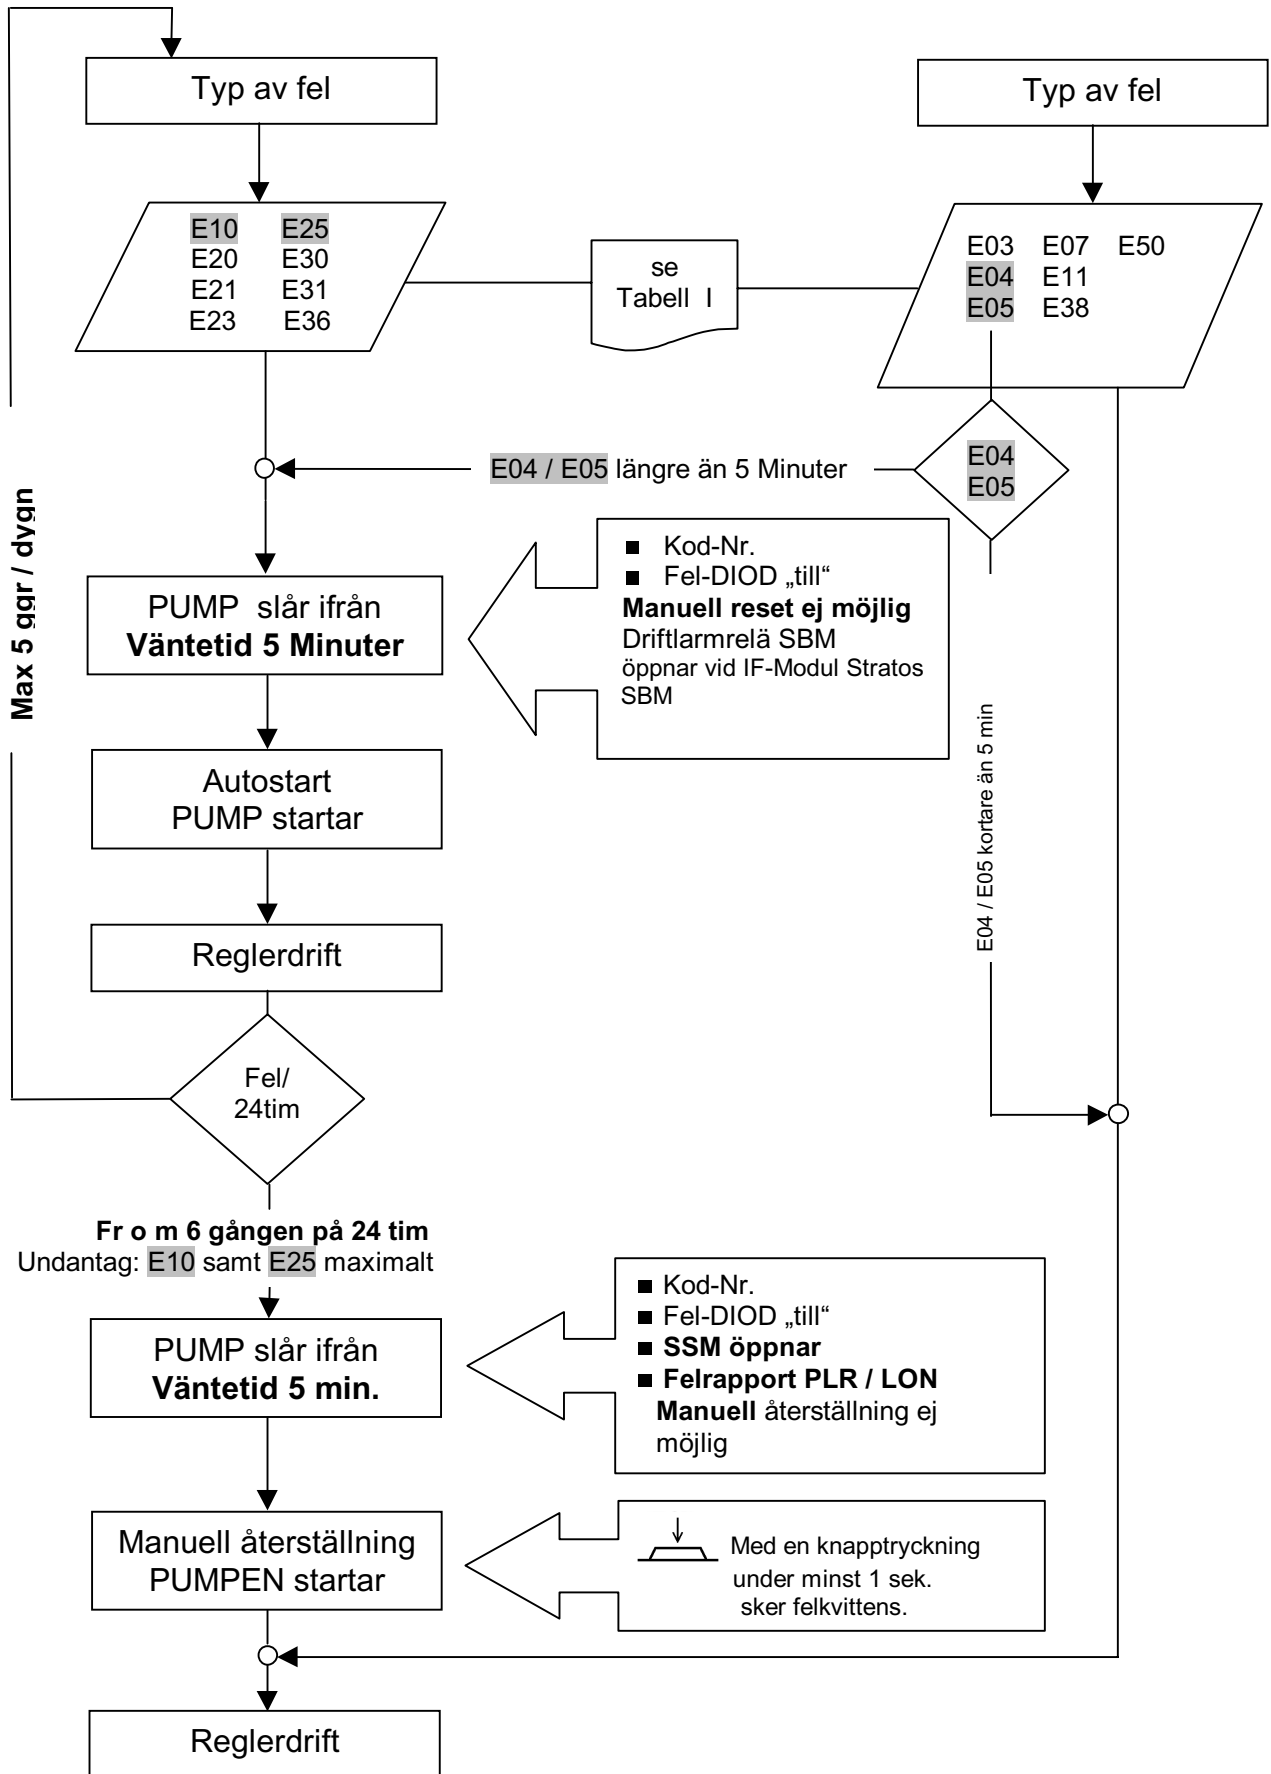 Typ av fel
Typ av fel
E10 E25
E20 E30
E21 E31
E23 E36
se
Tabell I
E03 E07 E50
E04 E11
E05 E38
E04
E05
E04 / E05 längre än 5 Minuter
Max 5 ggr / dygn
PUMP slår ifrån
Väntetid 5 Minuter
■ Kod-Nr.
■ Fel-DIOD „till“
Manuell reset ej möjlig
Driftlarmrelä SBM
öppnar vid IF-Modul Stratos
SBM
E04 / E05 kortare än 5 min
Autostart
PUMP startar
Reglerdrift
Fel/
24tim
Fr o m 6 gången på 24 tim
Undantag: E10 samt E25 maximalt
PUMP slår ifrån
Väntetid 5 min.
■ Kod-Nr.
■ Fel-DIOD „till“
■ SSM öppnar
■ Felrapport PLR / LON
Manuell återställning ej
möjlig
Manuell återställning
PUMPEN startar
Med en knapptryckning
under minst 1 sek.
sker felkvittens.
Reglerdrift